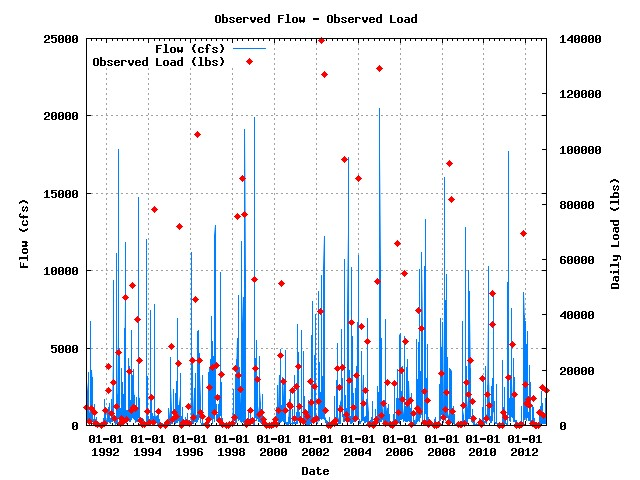 Observed Flow - Observed Load
Flow (cfs)
Observed Load (lbs)
25000
20000
15000
10000
5000
0
Flow (cfs)
140000
120000
100000
80000
60000
40000
20000
0
Daily Load (lbs)
01-01 01-01 01-01 01-01 01-01 01-01 01-01 01-01 01-01 01-01 01-01
1992 1994 1996 1998 2000 2002 2004 2006 2008 2010 2012
Date